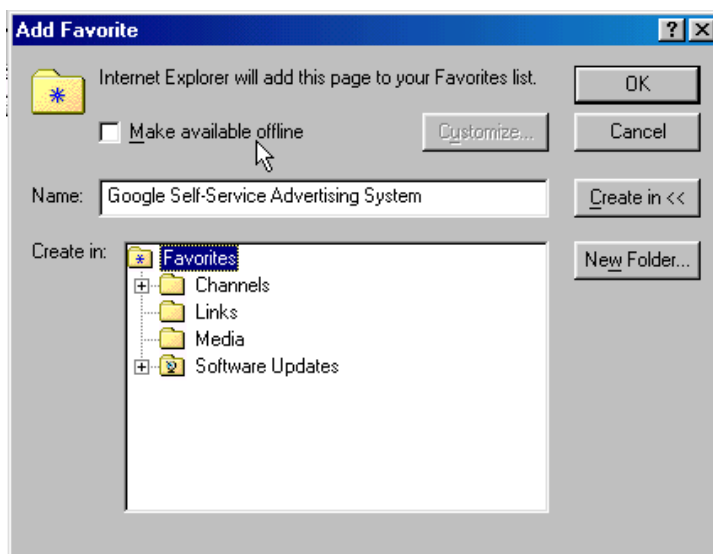 Add Favorite
Internet Explorer will add this page to your Favorites list.
OK
Make available offline
Customize...
Cancel
Name:
Google Self-Service Advertising System
Create in <<
Create in:
Favorites
New Folder...
Channels
Links
Media
Software Updates